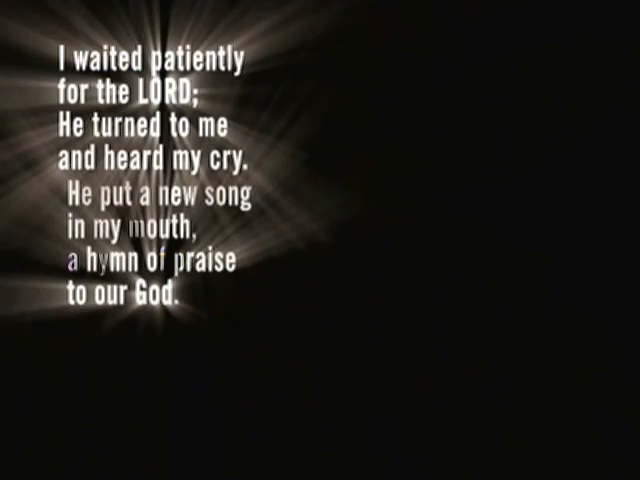 I waited patiently
for the LORD;
He turned to me
and heard my cry.
He put a new song
in my mouth,
a hymn of praise
to our God.